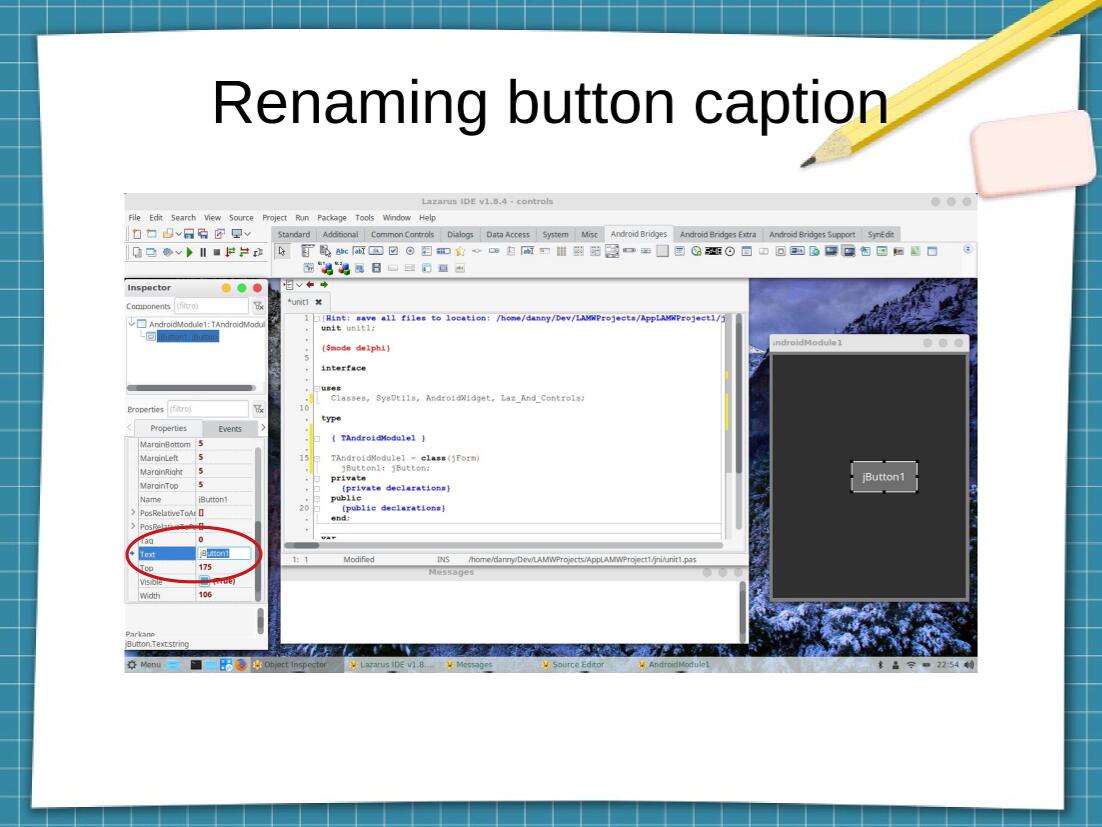 Renaming button caption
Lazarus IDE v1.8.4 - controls
File Edit Search View Source Project Run Package Tools Window Help
Standard Additional Common Controls Dialogs Data Access System Misc Android Bridges Android Bridges Extra Android Bridges Support SynEdit
Abc
Inspector
Components (filtro)
AndroidModule1: TAndroidModul
jButton1: jButton
Properties (filtro)
Properties Events
MarginBottom 5
MarginLeft 5
MarginRight 5
MarginTop 5
Name jButton1
PosRelativeToAn []
PosRelativeToPa []
Tag 0
Text jButton1
Top 175
Visible (True)
Width 106
Package
jButton.Text:string
*unit1
1 {Hint: save all files to location: /home/danny/Dev/LAMWProjects/AppLAMWProject1/j
unit unit1;
{$mode delphi}
5
interface
uses
Classes, SysUtils, AndroidWidget, Laz_And_Controls;
10
type
{ TAndroidModule1 }
15 TAndroidModule1 = class(jForm)
jButton1: jButton;
private
{private declarations}
public
20 {public declarations}
end;
var
1: 1 Modified INS /home/danny/Dev/LAMWProjects/AppLAMWProject1/jni/unit1.pas
Messages
ndroidModule1
jButton1
Menu Object Inspector Lazarus IDE v1.8.... Messages Source Editor AndroidModule1 22:54